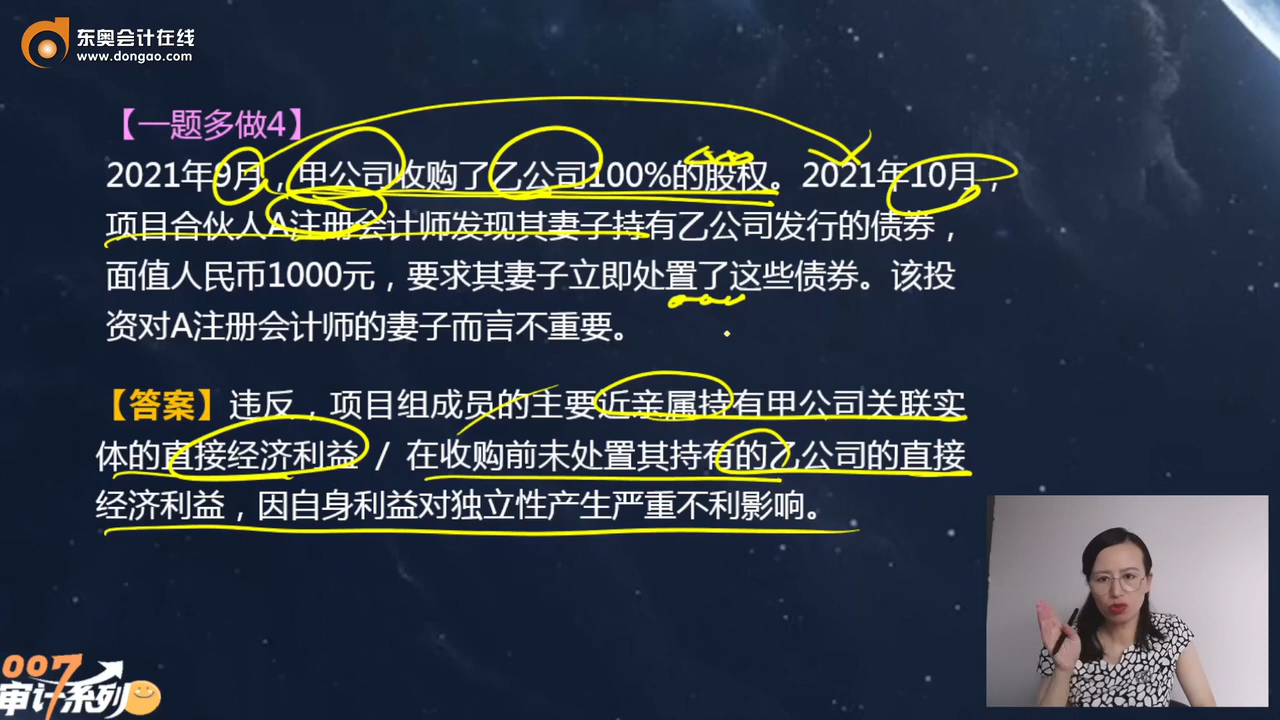 东奥会计在线
www.dongao.com
【一题多做4】
2021年9月，甲公司收购了乙公司100%的股权。2021年10月，
项目合伙人A注册会计师发现其妻子持有乙公司发行的债券，
面值人民币1000元，要求其妻子立即处置了这些债券。该投
资对A注册会计师的妻子而言不重要。
【答案】违反，项目组成员的主要近亲属持有甲公司关联实
体的直接经济利益 / 在收购前未处置其持有的乙公司的直接
经济利益，因自身利益对独立性产生严重不利影响。
007
审计系列